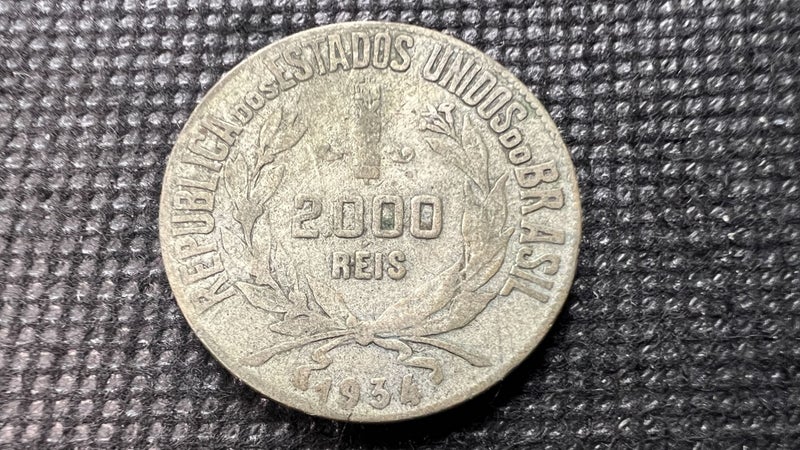 REPUBLICA DOS ESTADOS UNIDOS DO BRASIL
2.000
RÉIS
1934